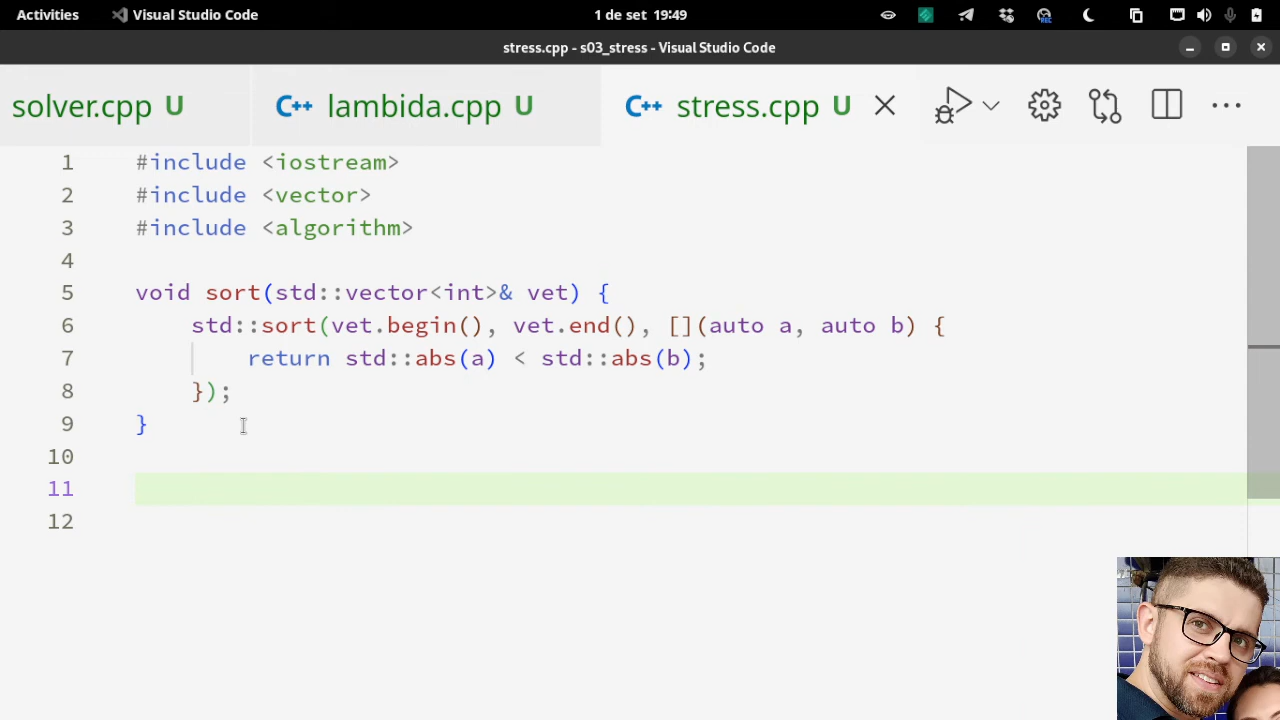 Activities Visual Studio Code 1 de set 19:49
stress.cpp - s03_stress - Visual Studio Code
solver.cpp U C++ lambida.cpp U C++ stress.cpp U
1 #include <iostream>
2 #include <vector>
3 #include <algorithm>
4
5 void sort(std::vector<int>& vet) {
6 std::sort(vet.begin(), vet.end(), [](auto a, auto b) {
7 return std::abs(a) < std::abs(b);
8 });
9 }
10
11
12